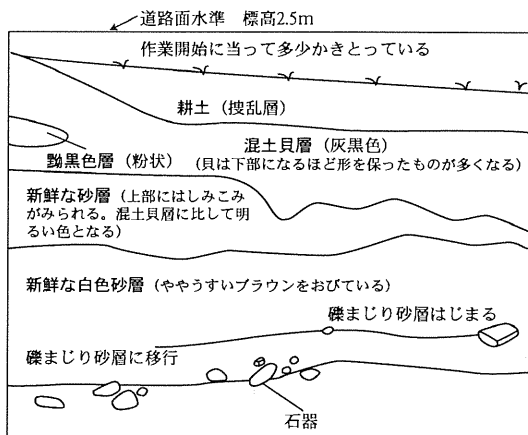 道路面水準 標高2.5m
作業開始に当って多少かきとっている
耕土(捜乱層)
混土貝層(灰黒色)
(貝は下部になるほど形を保ったものが多くなる)
黝黒色層(粉状)
新鮮な砂層(上部にはしみこみ
がみられる。混土貝層に比して明
るい色となる)
新鮮な白色砂層(ややうすいブラウンをおびている)
礫まじり砂層はじまる
礫まじり砂層に移行
石器